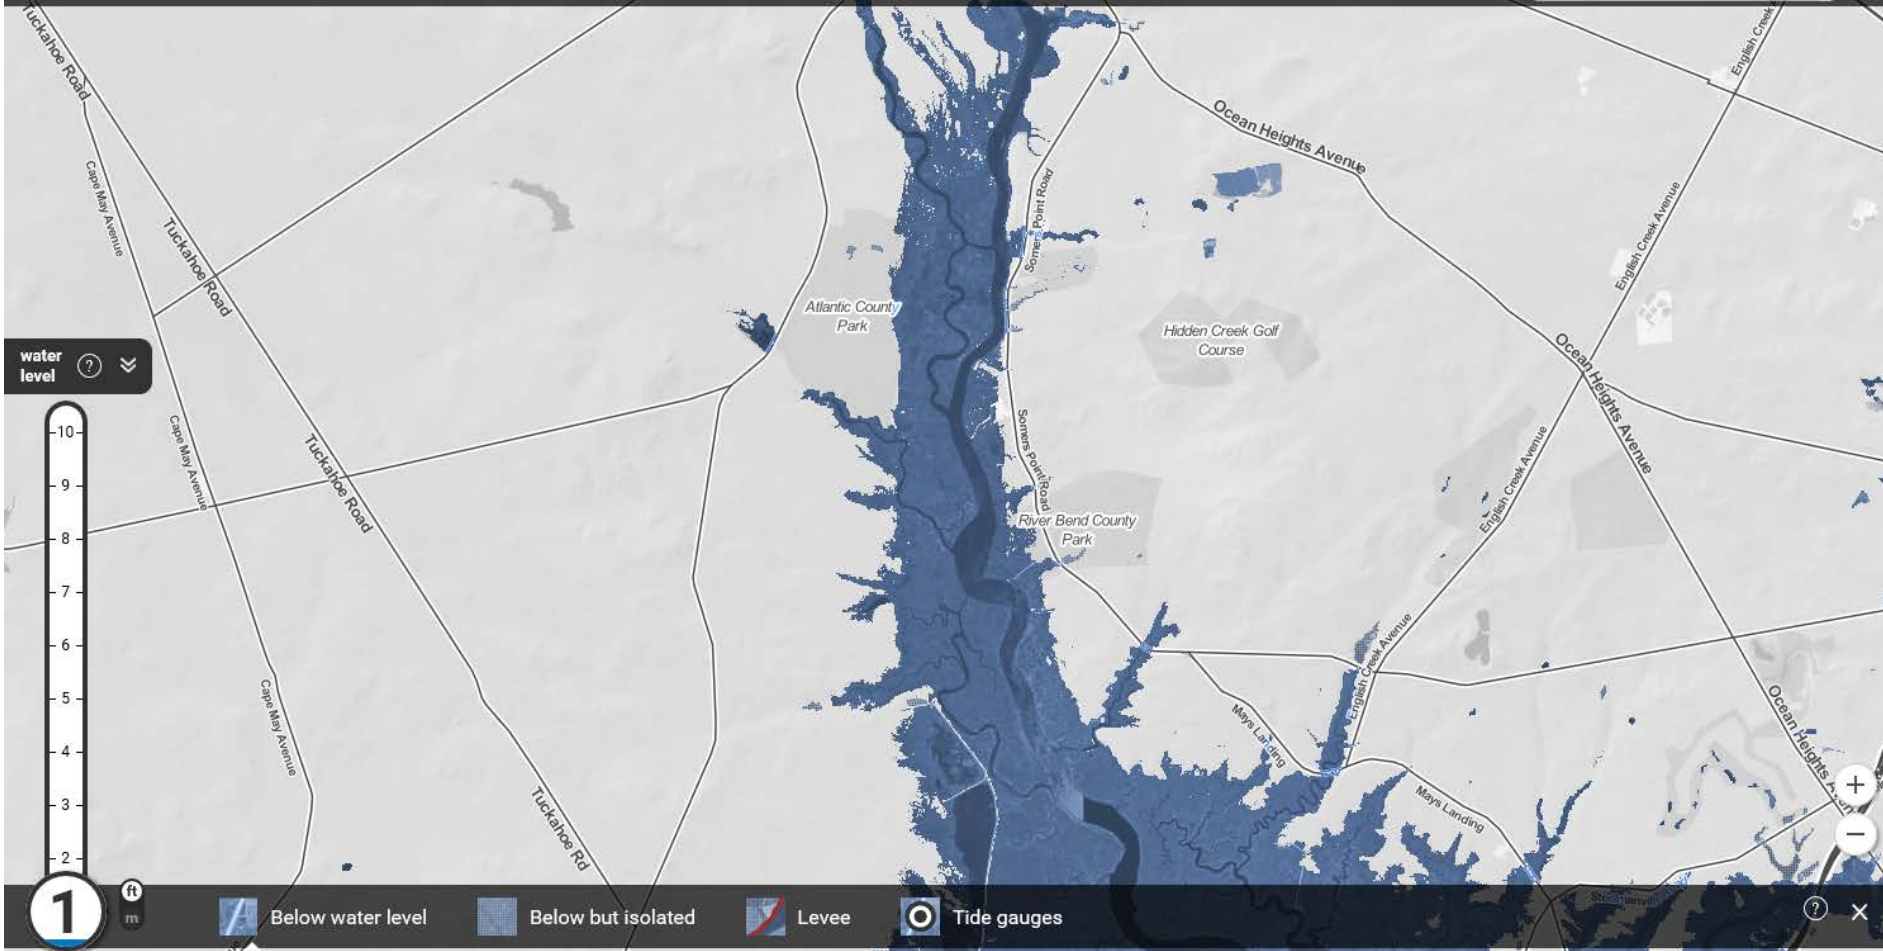 Tuckahoe Road
English Creek
Ocean Heights Avenue
Cape May Avenue
Somers Point Road
English Creek Avenue
Tuckahoe Road
Atlantic County
Park
Hidden Creek Golf
Course
water
level
?
Ocean Heights Avenue
Cape May Avenue
Tuckahoe Road
Somers Point Road
English Creek Avenue
River Bend County
Park
10
9
8
7
6
5
4
3
2
English Creek Avenue
Cape May Avenue
Mays Landing
Ocean Heights
Mays Landing
Tuckahoe Rd
+
−
1
ft
m
Below water level
Below but isolated
Levee
Tide gauges
?